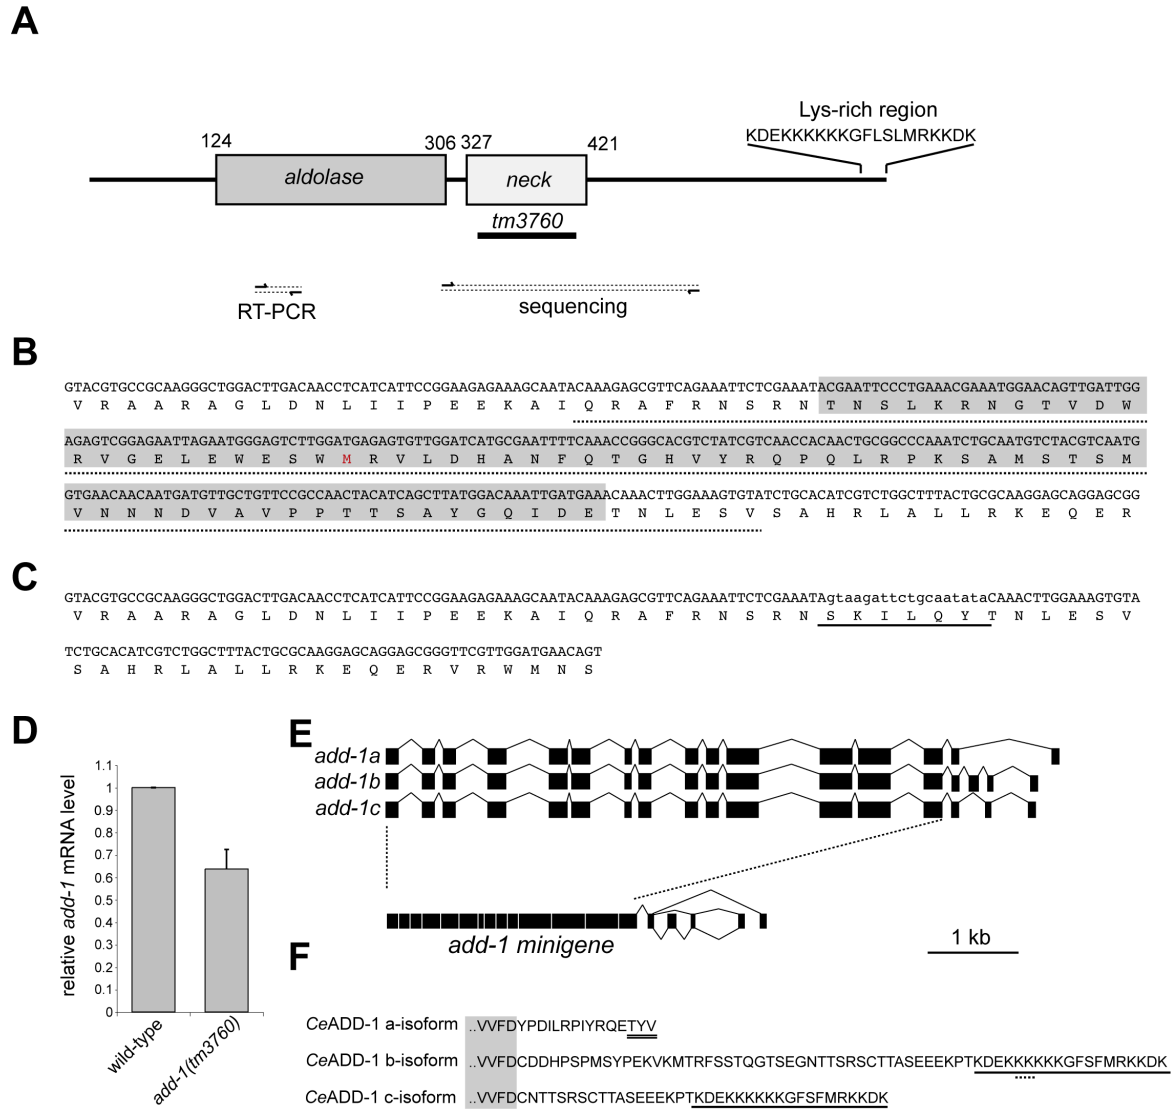 A
Lys-rich region
KDEKKKKKKGFLSLMRKKDK
124 306 327 421
aldolase neck
tm3760
RT-PCR sequencing
B
GTACGTGCCGCAAGGGCTGGACTTGACAACCTCATCATTCCGGAAGAGAAAGCAATACAAAGAGCGTTCAGAAATTCTCGAAATACGAATTCCCTGAAACGAAATGGAACAGTTGATTGG
V R A A R A G L D N L I I P E E K A I Q R A F R N S R N T N S L K R N G T V D W
AGAGTCGGAGAATTAGAATGGGAGTCTTGGATGAGAGTGTTGGATCATGCGAATTTTCAAACCGGGCACGTCTATCGTCAACCACAACTGCGGCCCAAATCTGCAATGTCTACGTCAATG
R V G E L E W E S W M R V L D H A N F Q T G H V Y R Q P Q L R P K S A M S T S M
GTGAACAACAATGATGTTGCTGTTCCGCCAACTACATCAGCTTATGGACAAATTGATGAAACAAACTTGGAAAGTGTATCTGCACATCGTCTGGCTTTACTGCGCAAGGAGCAGGAGCGG
V N N N D V A V P P T T S A Y G Q I D E T N L E S V S A H R L A L L R K E Q E R
C
GTACGTGCCGCAAGGGCTGGACTTGACAACCTCATCATTCCGGAAGAGAAAGCAATACAAAGAGCGTTCAGAAATTCTCGAAATAgtaagattctgcaatataCAAACTTGGAAAGTGTA
V R A A R A G L D N L I I P E E K A I Q R A F R N S R N S K I L Q Y T N L E S V
TCTGCACATCGTCTGGCTTTACTGCGCAAGGAGCAGGAGCGGGTTCGTTGGATGAACAGT
S A H R L A L L R K E Q E R V R W M N S
D
relative add-1 mRNA level
1.1
1
0.9
0.8
0.7
0.6
0.5
0.4
0.3
0.2
0.1
0
wild-type
add-1(tm3760)
E
add-1a
add-1b
add-1c
add-1 minigene
1 kb
F
CeADD-1 a-isoform ..VVFDYPDILRPIYRQETYV
CeADD-1 b-isoform ..VVFDCDDHPSPMSYPEKVKMTRFSSTQGTSEGNTTSRSCTTASEEEKPTKDEKKKKKKGFSFMRKKDK
CeADD-1 c-isoform ..VVFDCNTTSRSCTTASEEEKPTKDEKKKKKKGFSFMRKKDK